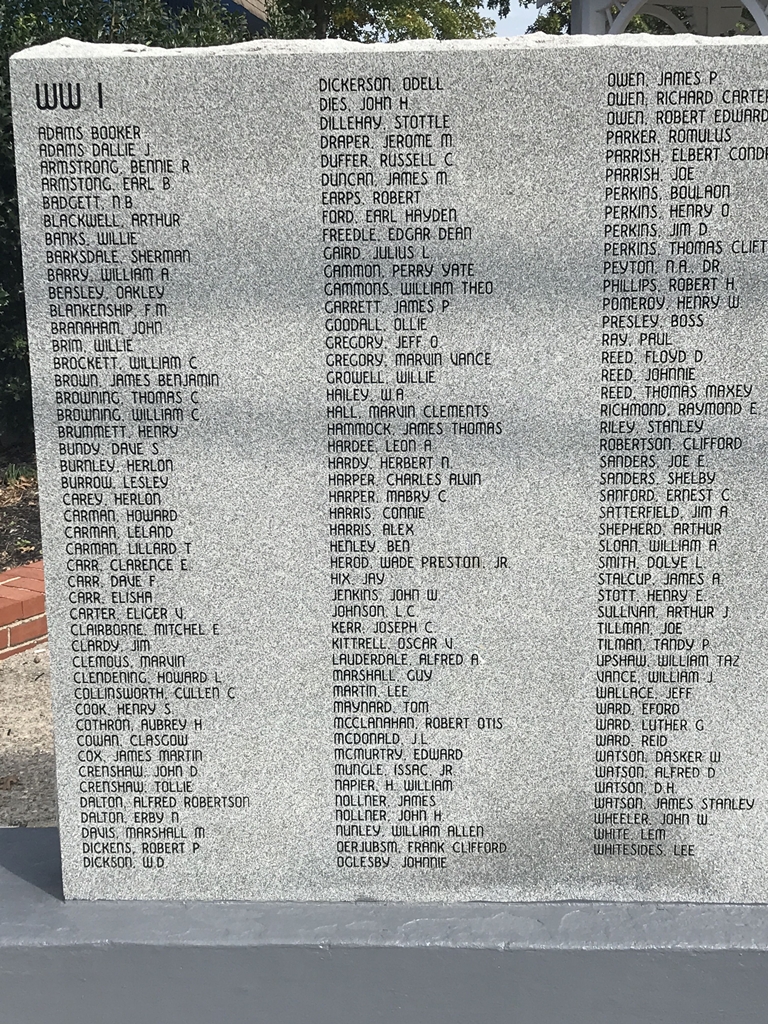 WW I
ADAMS BOOKER
ADAMS DALLIE J.
ARMSTRONG, BENNIE R
ARMSTONG, EARL B.
BADGETT, N.B.
BLACKWELL, ARTHUR
BANKS, WILLIE
BARKSDALE, SHERMAN
BARRY, WILLIAM A.
BEASLEY, OAKLEY
BLANKENSHIP, F.M.
BRANAHAM, JOHN
BRIM, WILLIE
BROCKETT, WILLIAM C.
BROWN, JAMES BENJAMIN
BROWNING, THOMAS C.
BROWNING, WILLIAM C.
BRUMMETT, HENRY
BUNDY, DAVE S.
BURNLEY, HERLON
BURROW, LESLEY
CAREY, HERLON
CARMAN, HOWARD
CARMAN, LELAND
CARMAN, LILLARD T.
CARR, CLARENCE E.
CARR, DAVE F.
CARR, ELISHA
CARTER, ELIGER V.
CLAIRBORNE, MITCHEL E.
CLARDY, JIM
CLEMOUS, MARVIN
CLENDENING, HOWARD L.
COLLINSWORTH, CULLEN C.
COOK, HENRY S.
COTHRON, AUBREY H.
COWAN, CLASGOW
COX, JAMES MARTIN
CRENSHAW, JOHN D.
CRENSHAW, TOLLIE
DALTON, ALFRED ROBERTSON
DALTON, ERBY N.
DAVIS, MARSHALL M.
DICKENS, ROBERT P.
DICKSON, W.D.
DICKERSON, ODELL
DIES, JOHN H.
DILLEHAY, STOTTLE
DRAPER, JEROME M.
DUFFER, RUSSELL C.
DUNCAN, JAMES M.
EARPS, ROBERT
FORD, EARL HAYDEN
FREEDLE, EDGAR DEAN
GAIRD, JULIUS L.
GAMMON, PERRY YATE
GAMMONS, WILLIAM THEO
GARRETT, JAMES P.
GOODALL, OLLIE
GREGORY, JEFF O.
GREGORY, MARVIN VANCE
GROWELL, WILLIE
HAILEY, W.A.
HALL, MARVIN CLEMENTS
HAMMOCK, JAMES THOMAS
HARDEE, LEON A.
HARDY, HERBERT N.
HARPER, CHARLES ALVIN
HARPER, MABRY C.
HARRIS, CONNIE
HARRIS, ALEX
HENLEY, BEN
HEROD, WADE PRESTON, JR.
HIX, JAY
JENKINS, JOHN W.
JOHNSON, L.C.
KERR, JOSEPH C.
KITTRELL, OSCAR V.
LAUDERDALE, ALFRED A.
MARSHALL, GUY
MARTIN, LEE
MAYNARD, TOM
MCCLANAHAN, ROBERT OTIS
MCDONALD, J.L.
MCMURTRY, EDWARD
MUNGLE, ISSAC, JR.
NAPIER, H. WILLIAM
NOLLNER, JAMES
NOLLNER, JOHN H.
NUNLEY, WILLIAM ALLEN
OERJUBSM, FRANK CLIFFORD
OGLESBY, JOHNNIE
OWEN, JAMES P.
OWEN, RICHARD CARTER
OWEN, ROBERT EDWARD
PARKER, ROMULUS
PARRISH, ELBERT
PARRISH, JOE
PERKINS, BOULAON
PERKINS, HENRY O.
PERKINS, JIM D.
PERKINS, THOMAS
PEYTON, N.A., DR.
PHILLIPS, ROBERT H.
POMEROY, HENRY W.
PRESLEY, BOSS
RAY, PAUL
REED, FLOYD D.
REED, JOHNNIE
REED, THOMAS MAXEY
RICHMOND, RAYMOND E.
RILEY, STANLEY
ROBERTSON, CLIFFORD
SANDERS, JOE E.
SANDERS, SHELBY
SANFORD, ERNEST C.
SATTERFIELD, JIM A.
SHEPHERD, ARTHUR
SLOAN, WILLIAM A.
SMITH, DOLYE L.
STALCUP, JAMES A.
STOTT, HENRY E.
SULLIVAN, ARTHUR J.
TILLMAN, JOE
TILMAN, TANDY P.
UPSHAW, WILLIAM TAZ
VANCE, WILLIAM J.
WALLACE, JEFF
WARD, EFORD
WARD, LUTHER G.
WARD, REID
WATSON, DASKER W.
WATSON, ALFRED D.
WATSON, D.H.
WATSON, JAMES STANLEY
WHEELER, JOHN W.
WHITE, LEM
WHITESIDES, LEE